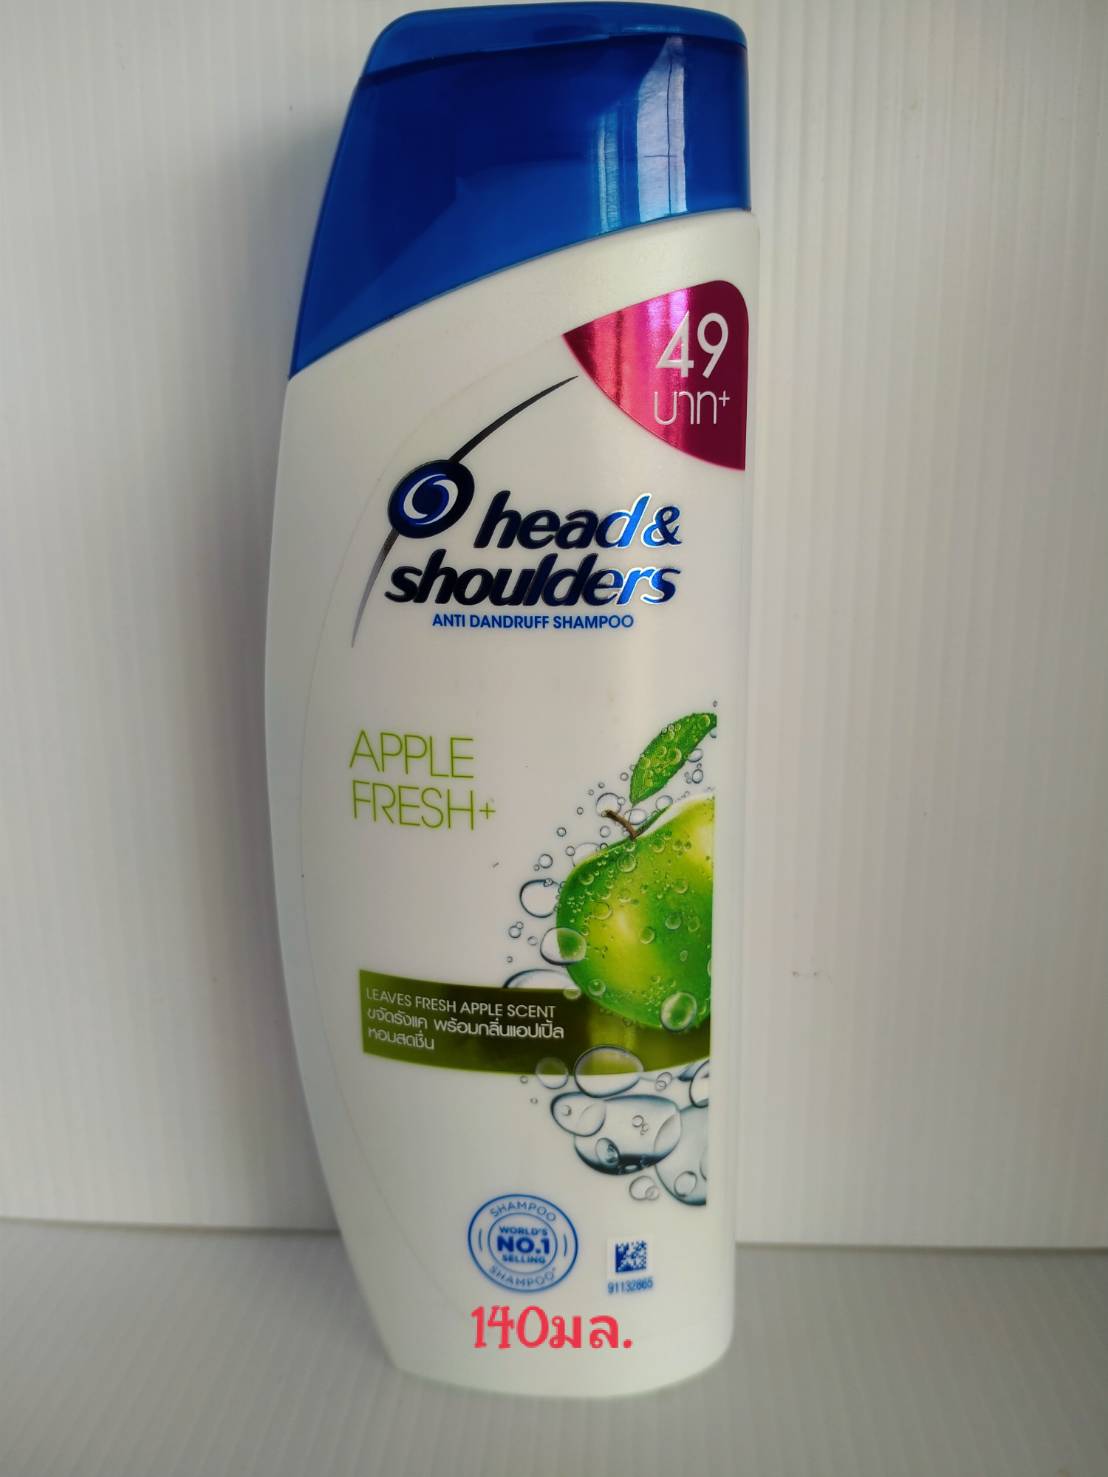 49
บาท+
head &
shoulders
ANTI DANDRUFF SHAMPOO
APPLE
FRESH+
LEAVES FRESH APPLE SCENT
ขจัดรังแค พร้อมกลิ่นแอปเปิ้ล
หอมสดชื่น
SHAMPOO
WORLD'S
NO.1
SELLING
SHAMPOO*
91132865
140มล.